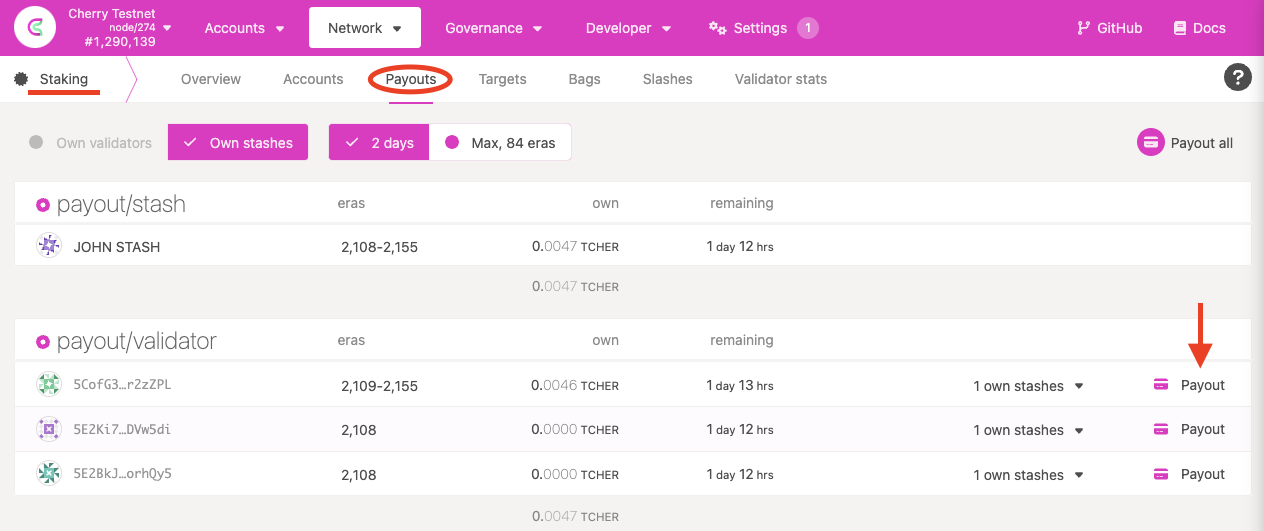 Cherry Testnet
node/274
#1,290,139
Accounts
Network
Governance
Developer
Settings 1
GitHub
Docs
Staking
Overview
Accounts
Payouts
Targets
Bags
Slashes
Validator stats
?
Own validators
Own stashes
2 days
Max, 84 eras
Payout all
payout/stash eras own remaining
JOHN STASH 2,108-2,155 0.0047 TCHER 1 day 12 hrs
0.0047 TCHER
payout/validator eras own remaining
5CofG3…r2zZPL 2,109-2,155 0.0046 TCHER 1 day 13 hrs 1 own stashes Payout
5E2Ki7…DVw5di 2,108 0.0000 TCHER 1 day 12 hrs 1 own stashes Payout
5E2BkJ…orhQy5 2,108 0.0000 TCHER 1 day 12 hrs 1 own stashes Payout
0.0047 TCHER